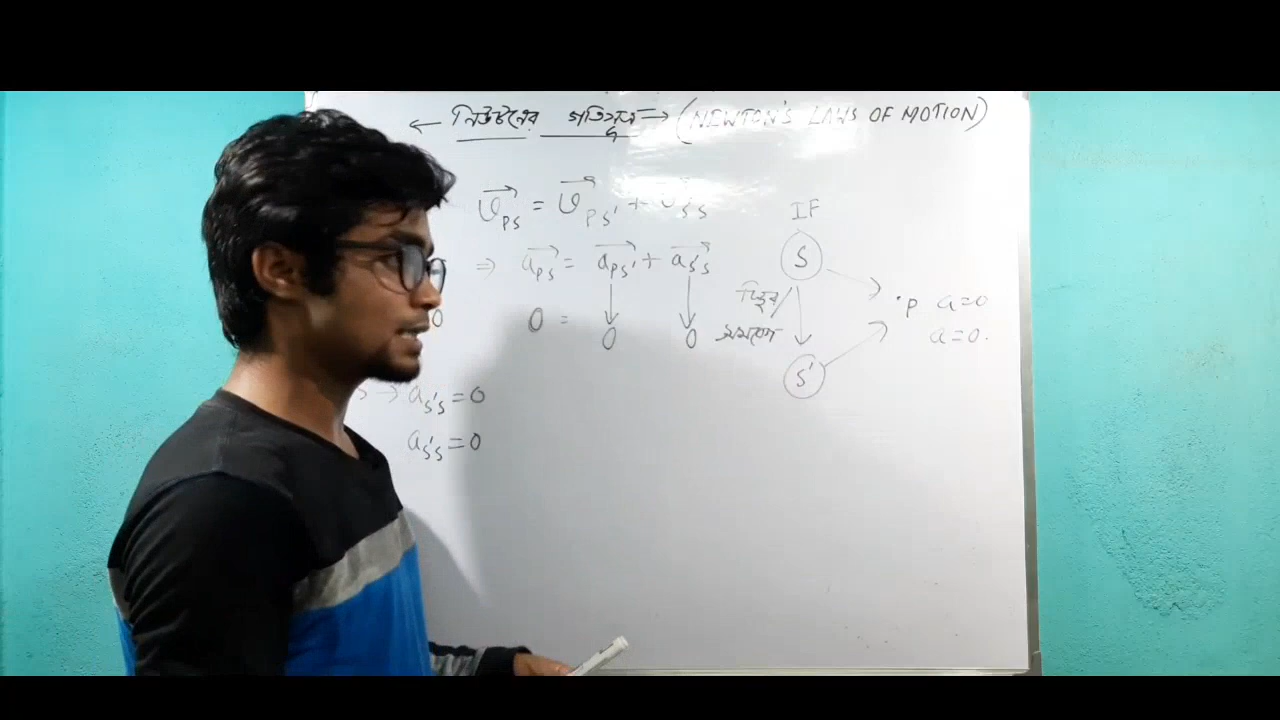 ← নিউটনের গতিসূত্র ⇒ (NEWTON'S LAWS OF MOTION)
v⃗PS = v⃗PS' + v⃗S'S
⇒ a⃗PS = a⃗PS' + a⃗S'S
0 = 0 0
0
→ aS'S = 0
aS'S = 0
IF
S
স্থির/
সমবেগ
S'
·P a=0
a=0.